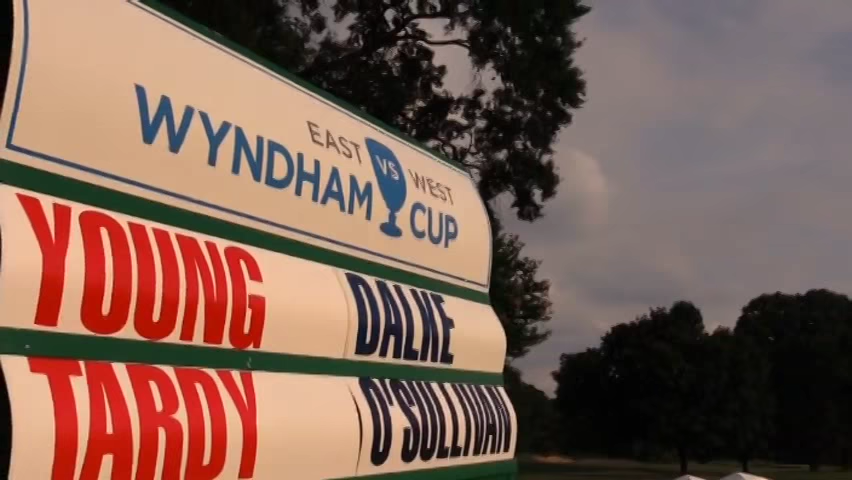 EAST VS WEST
WYNDHAM CUP
YOUNG DALKE
TARDY O'SULLIVAN